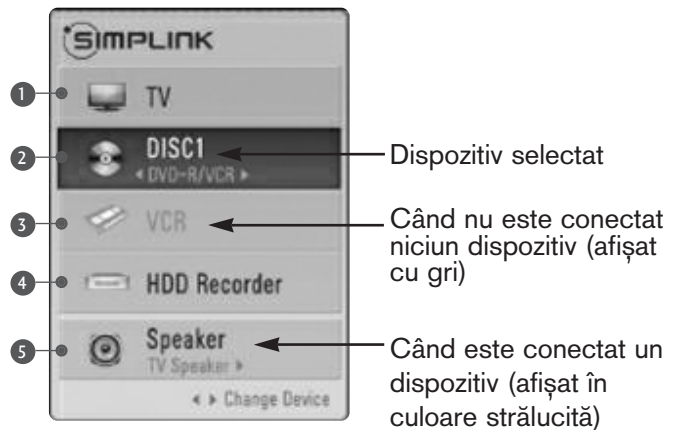 SIMPLINK
1 TV
2 DISC1
◂ DVD-R/VCR ▸
3 VCR
4 HDD Recorder
5 Speaker
TV Speaker ▸
◂ ▸ Change Device
Dispozitiv selectat
Când nu este conectat
niciun dispozitiv (afișat
cu gri)
Când este conectat un
dispozitiv (afișat în
culoare strălucită)